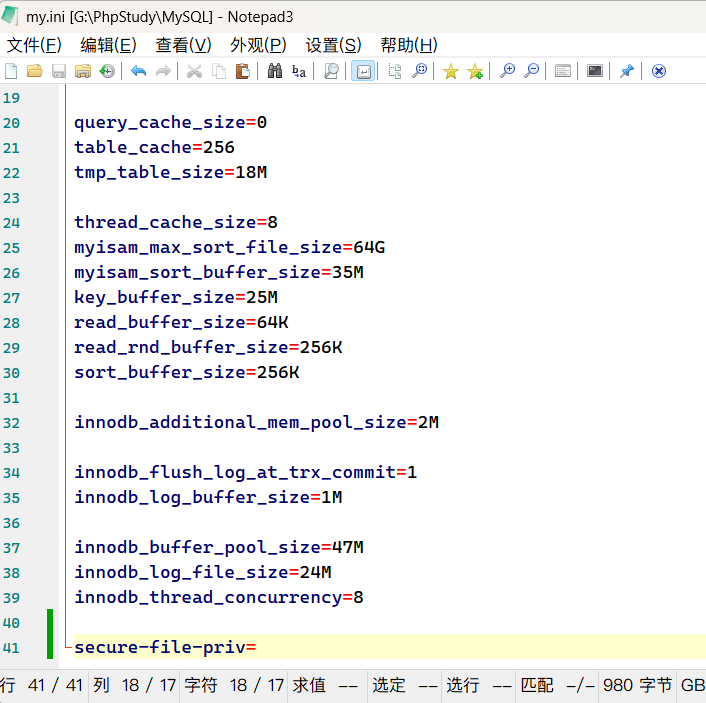 my.ini [G:\PhpStudy\MySQL] - Notepad3
文件(F) 编辑(E) 查看(V) 外观(P) 设置(S) 帮助(H)
19
20 query_cache_size=0
21 table_cache=256
22 tmp_table_size=18M
23
24 thread_cache_size=8
25 myisam_max_sort_file_size=64G
26 myisam_sort_buffer_size=35M
27 key_buffer_size=25M
28 read_buffer_size=64K
29 read_rnd_buffer_size=256K
30 sort_buffer_size=256K
31
32 innodb_additional_mem_pool_size=2M
33
34 innodb_flush_log_at_trx_commit=1
35 innodb_log_buffer_size=1M
36
37 innodb_buffer_pool_size=47M
38 innodb_log_file_size=24M
39 innodb_thread_concurrency=8
40
41 secure-file-priv=
行 41 / 41 列 18 / 17 字符 18 / 17 求值 -- 选定 -- 选行 -- 匹配 -/- 980 字节 GB